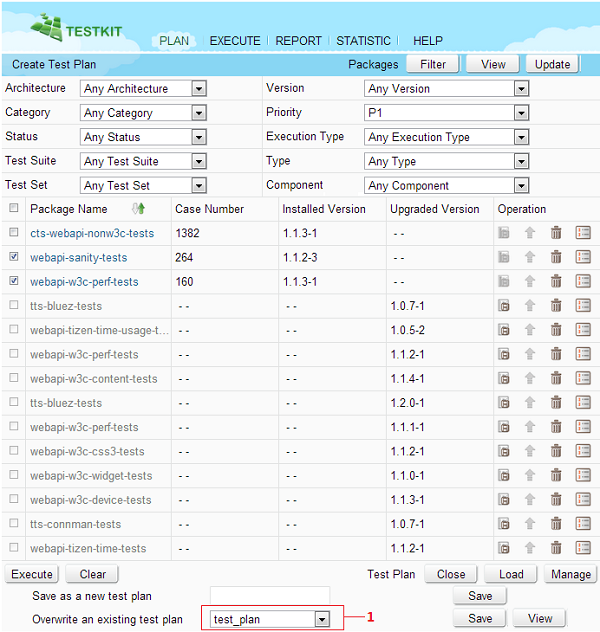 TESTKIT
PLAN EXECUTE REPORT STATISTIC HELP
Create Test Plan Packages Filter View Update
Architecture Any Architecture Version Any Version
Category Any Category Priority P1
Status Any Status Execution Type Any Execution Type
Test Suite Any Test Suite Type Any Type
Test Set Any Test Set Component Any Component
Package Name Case Number Installed Version Upgraded Version Operation
cts-webapi-nonw3c-tests 1382 1.1.3-1 - -
webapi-sanity-tests 264 1.1.2-3 - -
webapi-w3c-perf-tests 160 1.1.3-1 - -
tts-bluez-tests - - - - 1.0.7-1
webapi-tizen-time-usage-t... - - - - 1.0.5-2
webapi-w3c-perf-tests - - - - 1.1.2-1
webapi-w3c-content-tests - - - - 1.1.4-1
tts-bluez-tests - - - - 1.2.0-1
webapi-w3c-perf-tests - - - - 1.1.1-1
webapi-w3c-css3-tests - - - - 1.1.2-1
webapi-w3c-widget-tests - - - - 1.1.0-1
webapi-w3c-device-tests - - - - 1.1.3-1
tts-connman-tests - - - - 1.0.7-1
webapi-tizen-time-tests - - - - 1.1.2-1
Execute Clear Test Plan Close Load Manage
Save as a new test plan Save
Overwrite an existing test plan test_plan 1 Save View